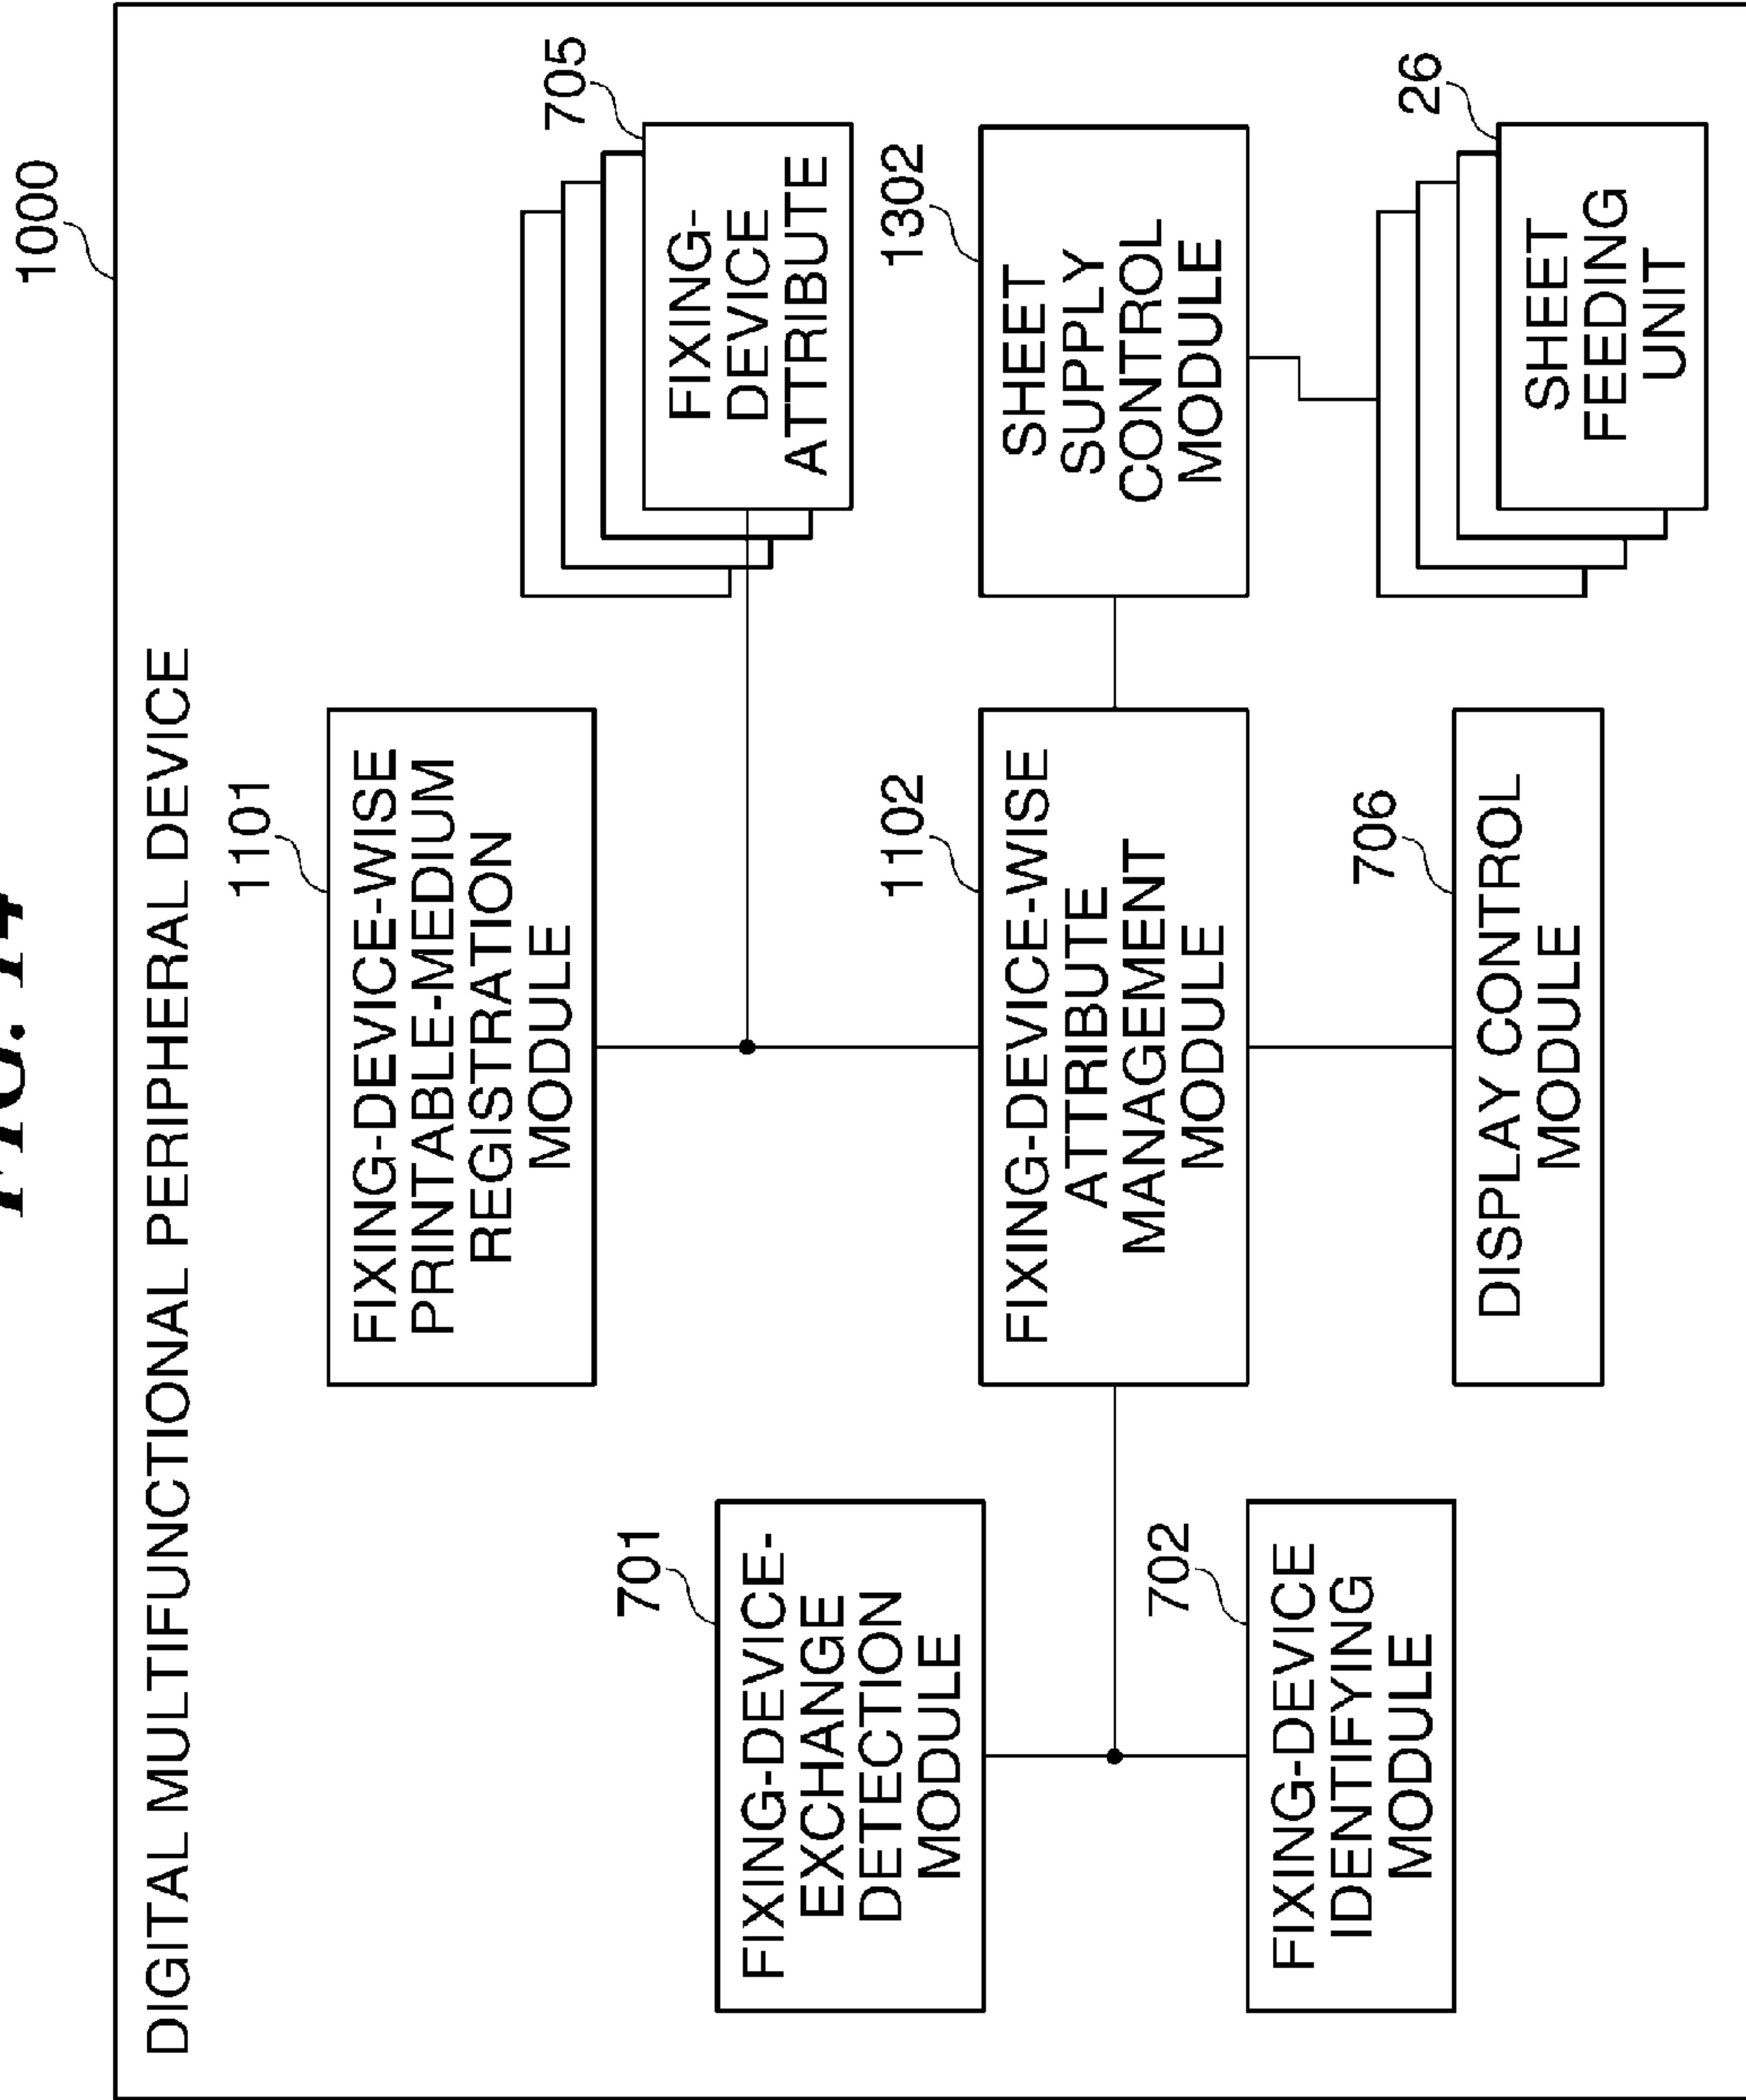 FIG. 14
1000
DIGITAL MULTIFUNCTIONAL PERIPHERAL DEVICE
1101
FIXIING-DEVICE-WISE
PRINTABLE-MEDIUM
REGISTRATION
MODULE
705
FIXING-
DEVICE
ATTRIBUTE
701
FIXING-DEVICE-
EXCHANGE
DETECTION
MODULE
1102
FIXIING-DEVICE-WISE
ATTRIBUTE
MANAGEMENT
MODULE
1302
SHEET
SUPPLY
CONTROL
MODULE
702
FIXING-DEVICE
IDENTIFYING
MODULE
706
DISPLAY CONTROL
MODULE
26
SHEET
FEEDING
UNIT